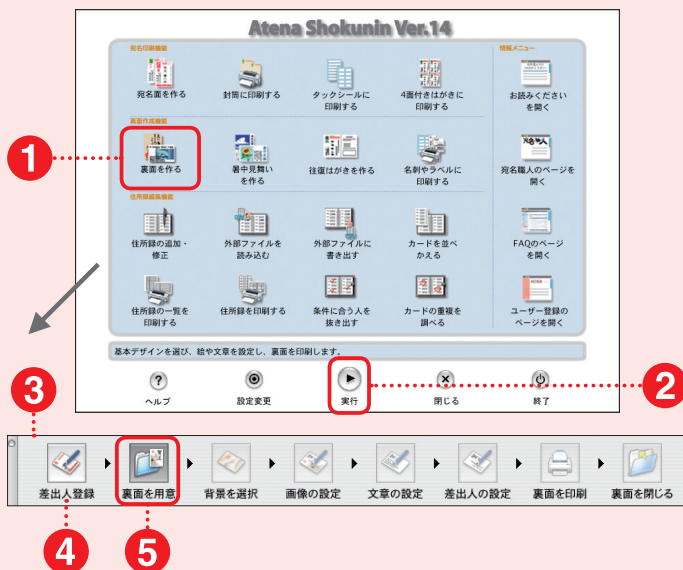 Atena Shokunin Ver.14
宛名印刷機能
情報メニュー
宛名面を作る
封筒に印刷する
タックシールに
印刷する
4面付きはがきに
印刷する
お読みください
を開く
裏面作成機能
1
裏面を作る
暑中見舞い
を作る
往復はがきを作る
名刺やラベルに
印刷する
宛名職人
宛名職人のページを
開く
住所録編集機能
住所録の追加・
修正
外部ファイルを
読み込む
外部ファイルに
書き出す
カードを並べ
かえる
FAQのページ
を開く
住所録の一覧を
印刷する
住所録を印刷する
条件に合う人を
抜き出す
カードの重複を
調べる
ユーザー登録の
ページを開く
基本デザインを選び、絵や文章を設定し、裏面を印刷します。
?
ヘルプ
設定変更
実行
閉じる
終了
2
3
差出人登録
裏面を用意
背景を選択
画像の設定
文章の設定
差出人の設定
裏面を印刷
裏面を閉じる
4
5